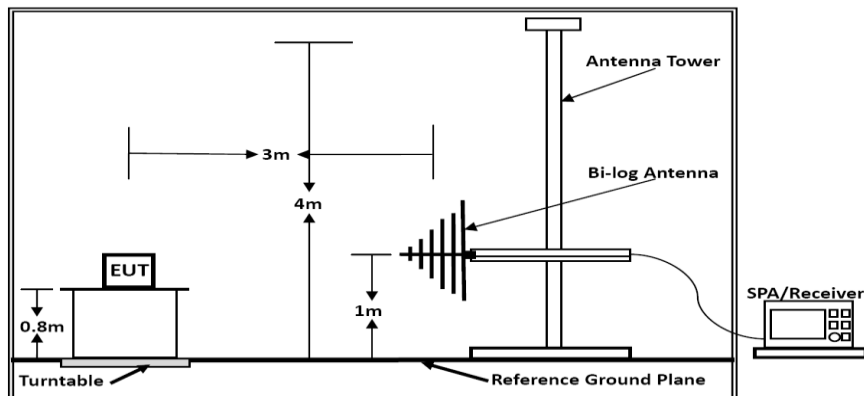 Antenna Tower
3m
Bi-log Antenna
4m
EUT
SPA/Receiver
1m
0.8m
Turntable
Reference Ground Plane